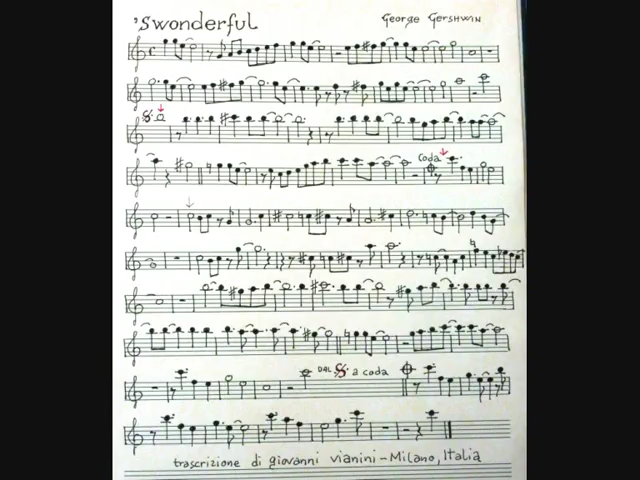 'Swonderful
George Gershwin
coda
DAL 𝄋 a coda
trascrizione di giovanni vianini - Milano, Italia